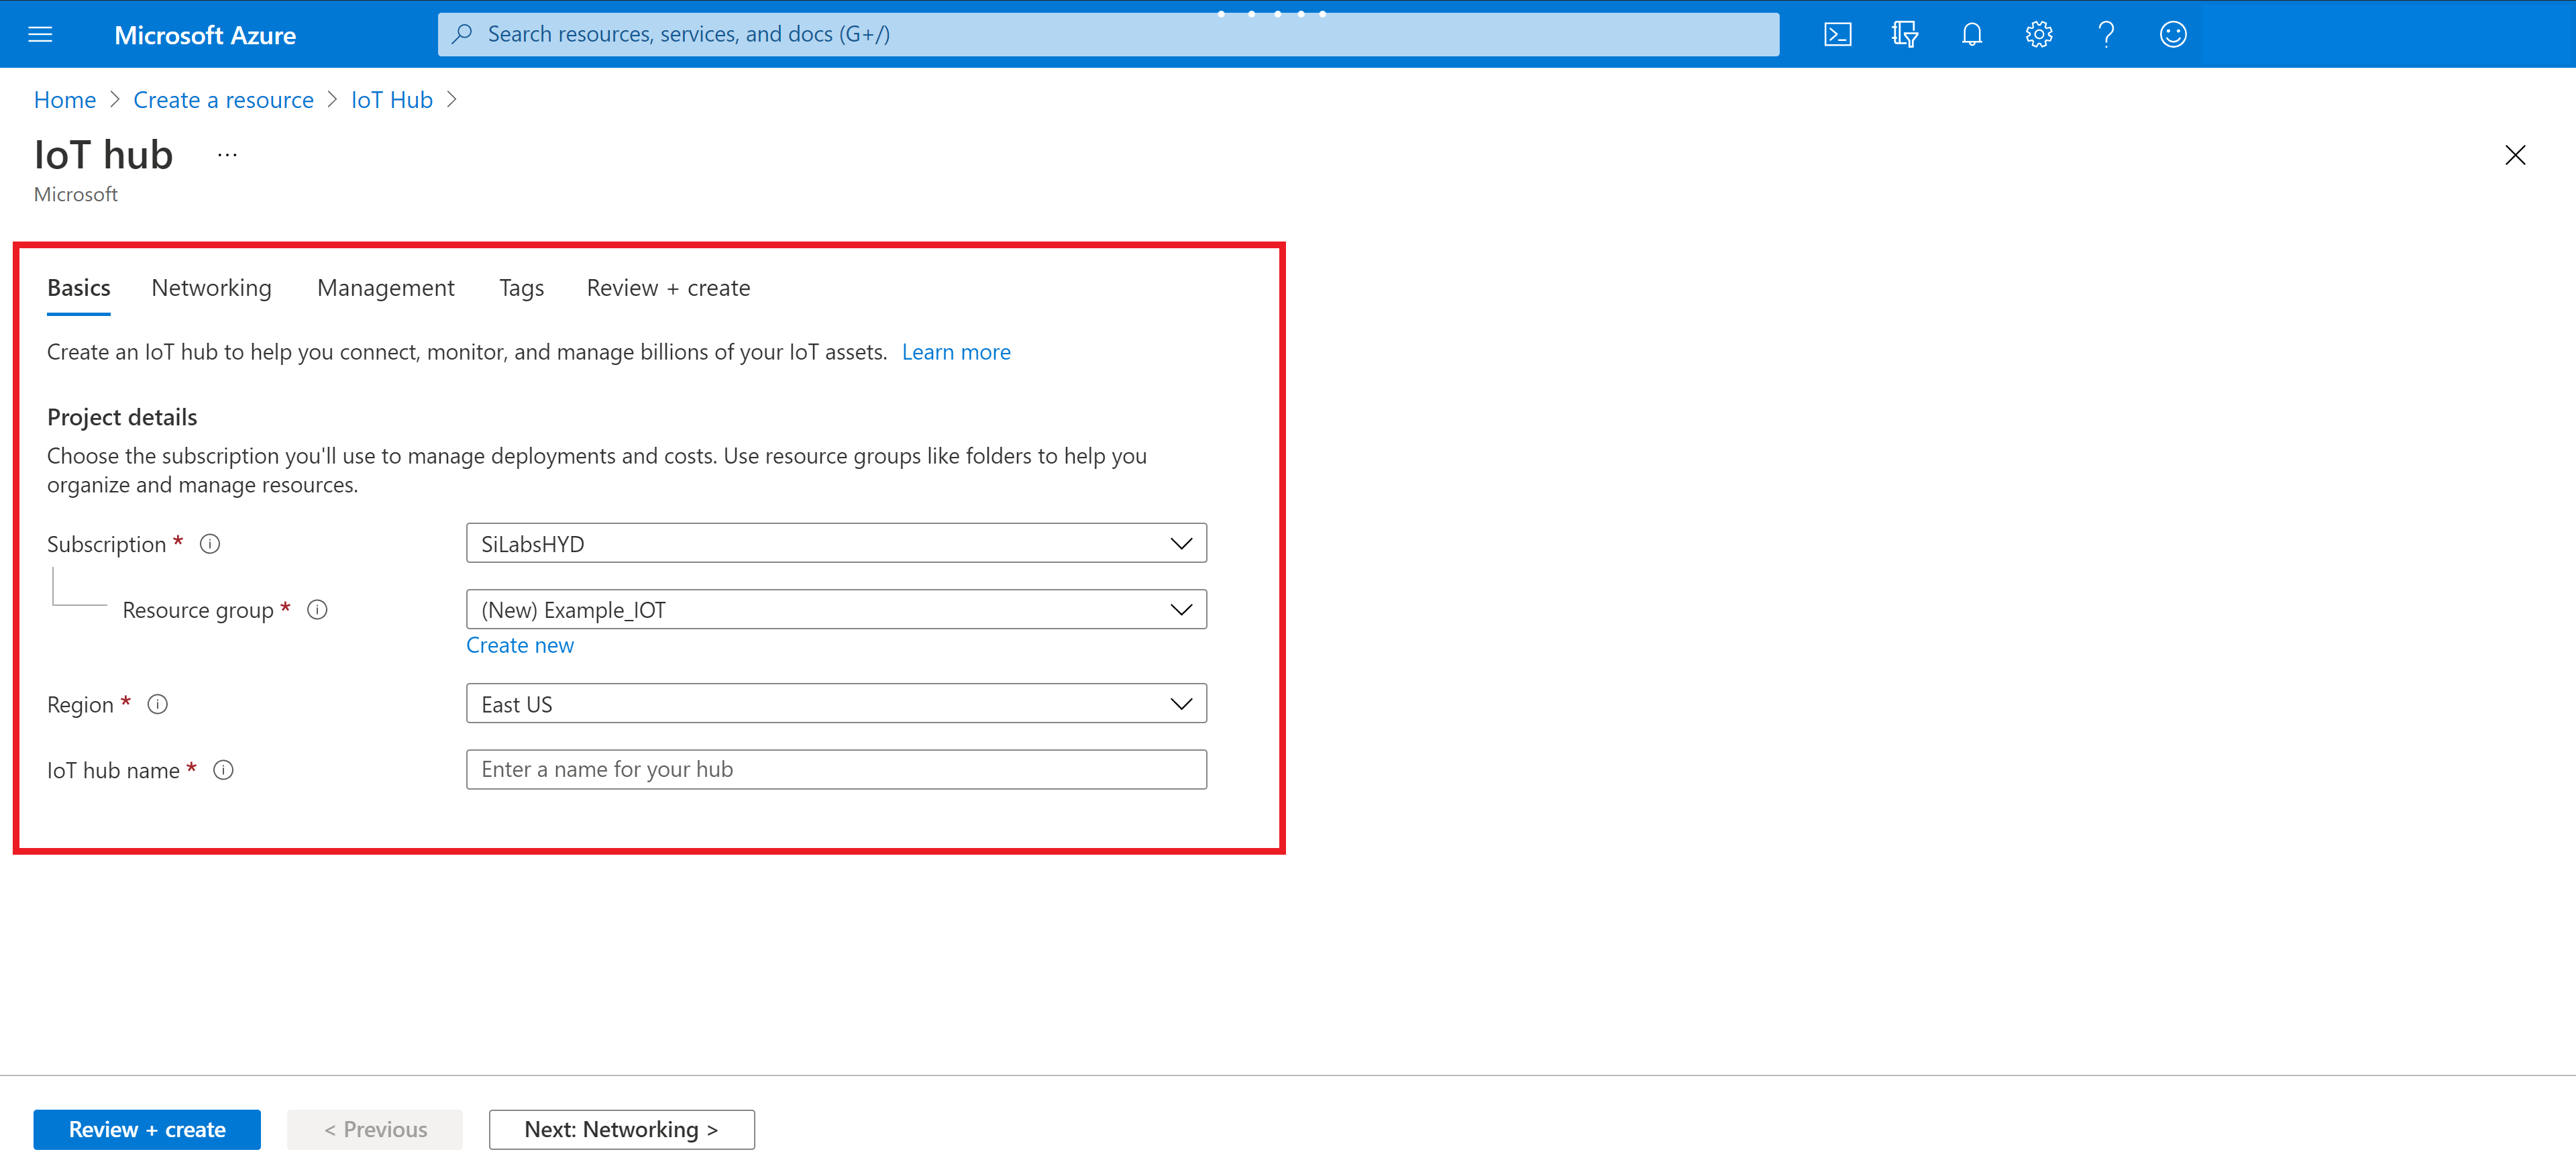 Microsoft Azure
Search resources, services, and docs (G+/)
Home > Create a resource > IoT Hub >
IoT hub ...
Microsoft
Basics Networking Management Tags Review + create
Create an IoT hub to help you connect, monitor, and manage billions of your IoT assets. Learn more
Project details
Choose the subscription you'll use to manage deployments and costs. Use resource groups like folders to help you
organize and manage resources.
Subscription * SiLabsHYD
Resource group * (New) Example_IOT
Create new
Region * East US
IoT hub name * Enter a name for your hub
Review + create < Previous Next: Networking >